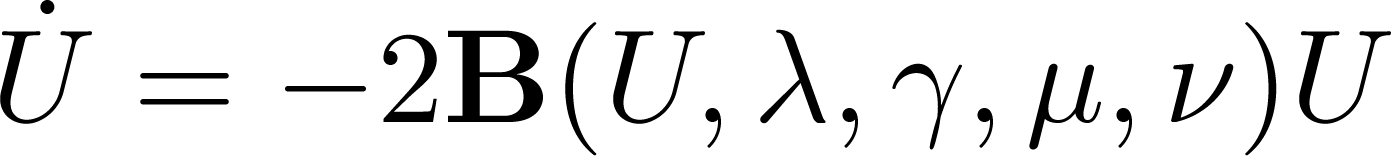 U̇ = −2𝐁(U, λ, γ, μ, ν)U